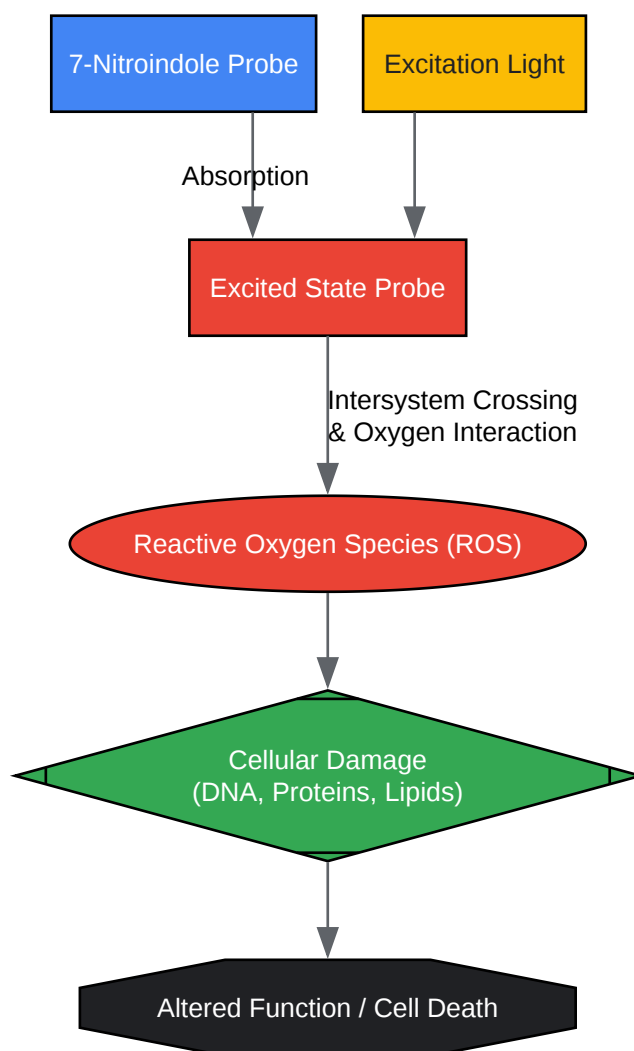 7-Nitroindole Probe
Excitation Light
Absorption
Excited State Probe
Intersystem Crossing
& Oxygen Interaction
Reactive Oxygen Species (ROS)
Cellular Damage
(DNA, Proteins, Lipids)
Altered Function / Cell Death